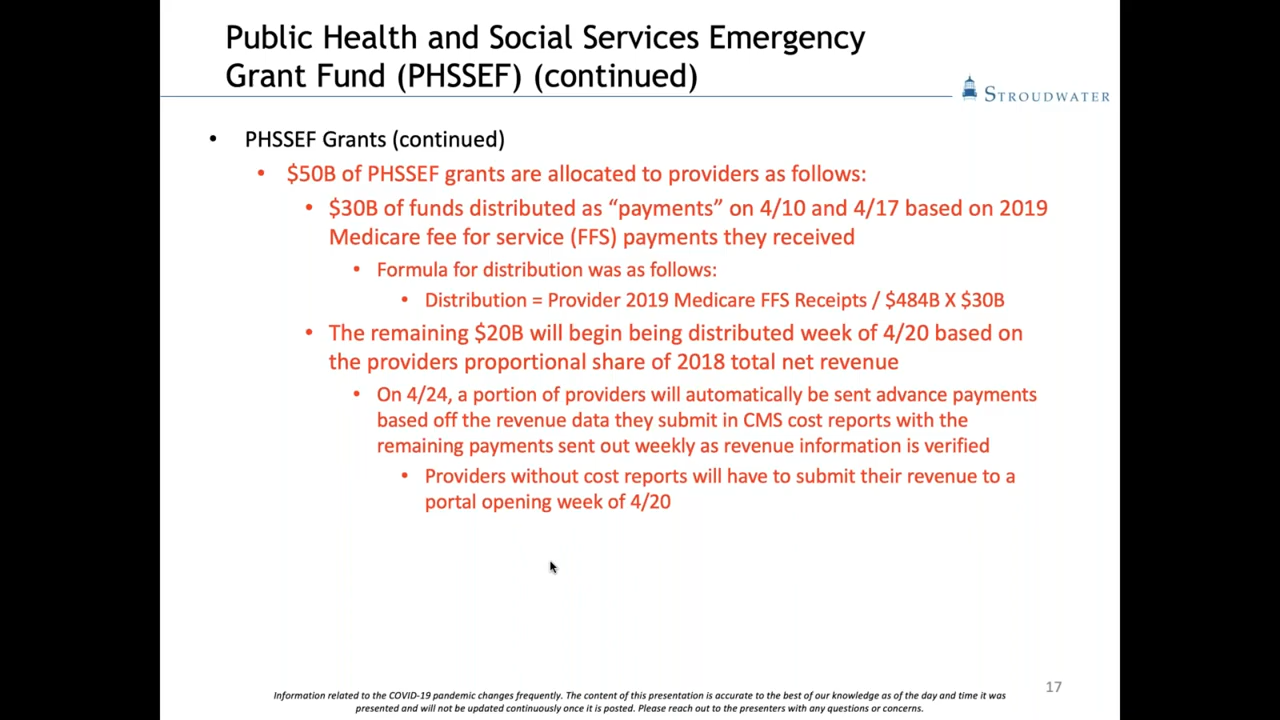 Public Health and Social Services Emergency
Grant Fund (PHSSEF) (continued)
STROUDWATER
• PHSSEF Grants (continued)
• $50B of PHSSEF grants are allocated to providers as follows:
• $30B of funds distributed as “payments” on 4/10 and 4/17 based on 2019
Medicare fee for service (FFS) payments they received
• Formula for distribution was as follows:
• Distribution = Provider 2019 Medicare FFS Receipts / $484B X $30B
• The remaining $20B will begin being distributed week of 4/20 based on
the providers proportional share of 2018 total net revenue
• On 4/24, a portion of providers will automatically be sent advance payments
based off the revenue data they submit in CMS cost reports with the
remaining payments sent out weekly as revenue information is verified
• Providers without cost reports will have to submit their revenue to a
portal opening week of 4/20
17
Information related to the COVID-19 pandemic changes frequently. The content of this presentation is accurate to the best of our knowledge as of the day and time it was
presented and will not be updated continuously once it is posted. Please reach out to the presenters with any questions or concerns.